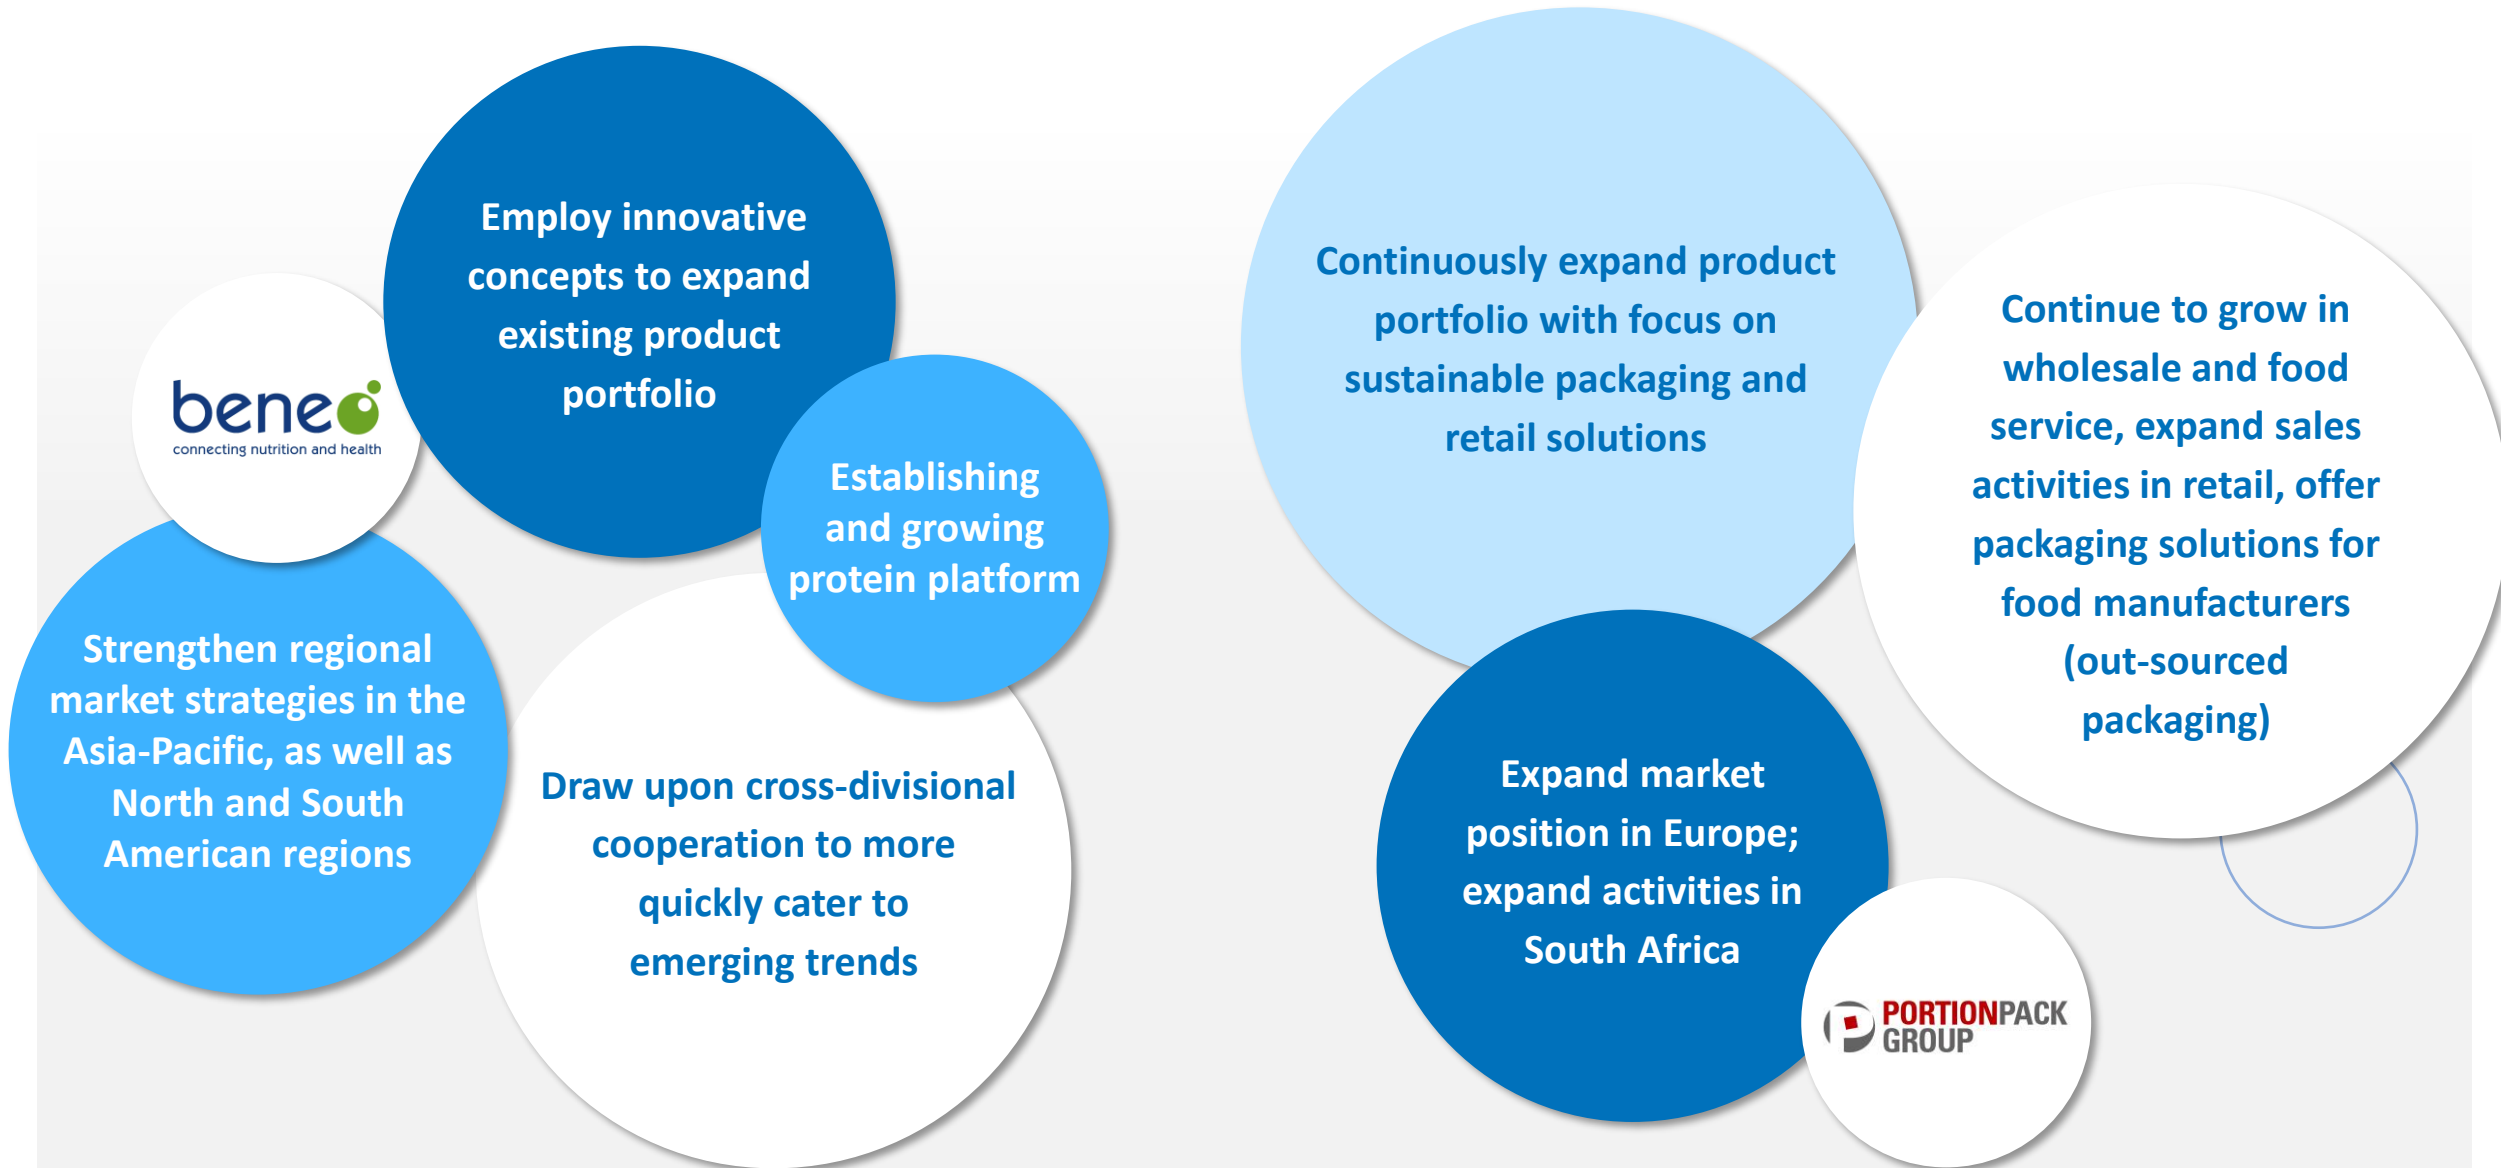 Employ innovative
concepts to expand
existing product
portfolio
beneo
connecting nutrition and health
Establishing
and growing
protein platform
Strengthen regional
market strategies in the
Asia-Pacific, as well as
North and South
American regions
Draw upon cross-divisional
cooperation to more
quickly cater to
emerging trends
Continuously expand product
portfolio with focus on
sustainable packaging and
retail solutions
Continue to grow in
wholesale and food
service, expand sales
activities in retail, offer
packaging solutions for
food manufacturers
(out-sourced
packaging)
Expand market
position in Europe;
expand activities in
South Africa
PORTIONPACK
GROUP